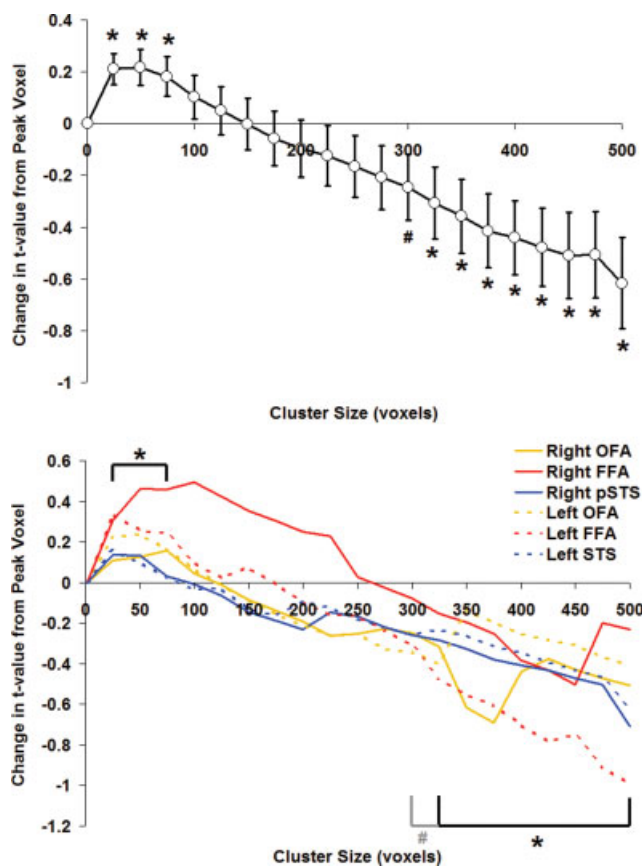 0.4
0.2
0
-0.2
-0.4
-0.6
-0.8
-1
Change in t-value from Peak Voxel
* * *
0 100 200 300 400 500
#
* * * * * * * *
Cluster Size (voxels)
0.6
0.4
0.2
0
-0.2
-0.4
-0.6
-0.8
-1
-1.2
Change in t-value from Peak Voxel
*
Right OFA
Right FFA
Right pSTS
Left OFA
Left FFA
Left STS
0 50 100 150 200 250 300 350 400 450 500
# *
Cluster Size (voxels)